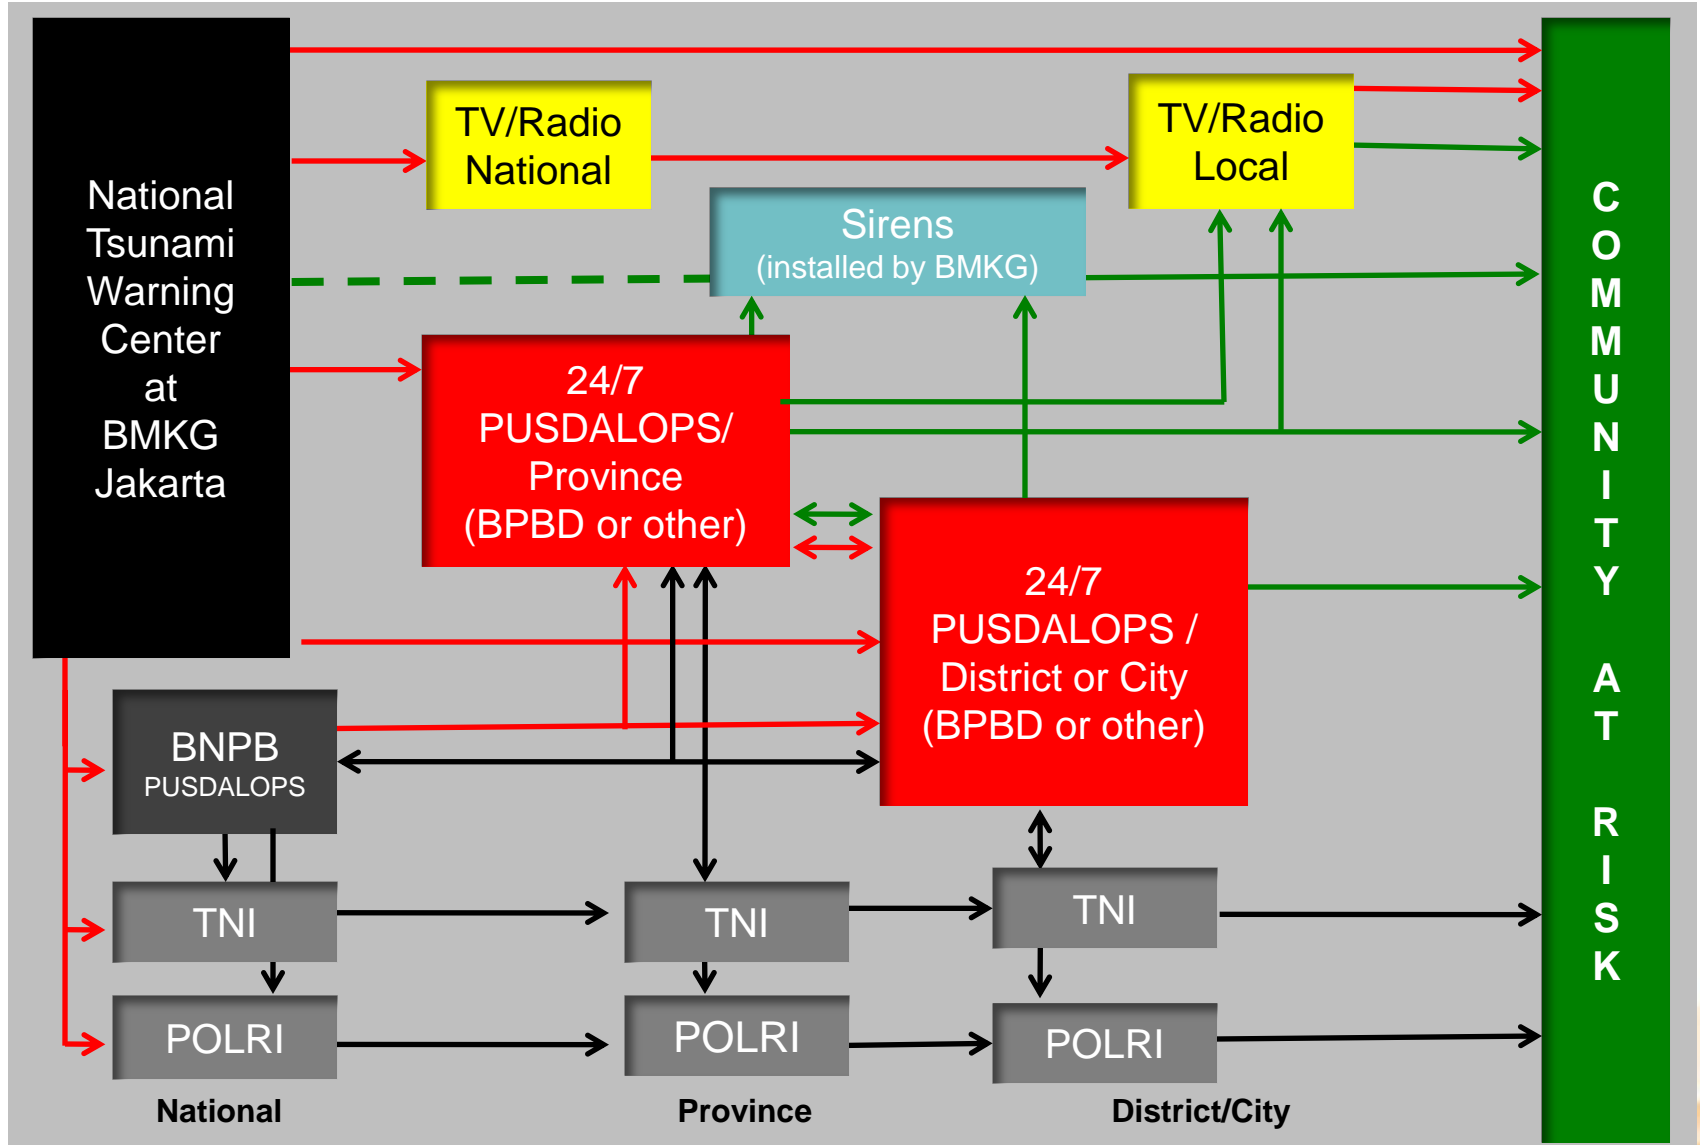 National
Tsunami
Warning
Center
at
BMKG
Jakarta
TV/Radio
National
TV/Radio
Local
Sirens
(installed by BMKG)
24/7
PUSDALOPS/
Province
(BPBD or other)
24/7
PUSDALOPS /
District or City
(BPBD or other)
BNPB
PUSDALOPS
TNI
TNI
TNI
POLRI
POLRI
POLRI
National
Province
District/City
C
O
M
M
U
N
I
T
Y
A
T
R
I
S
K